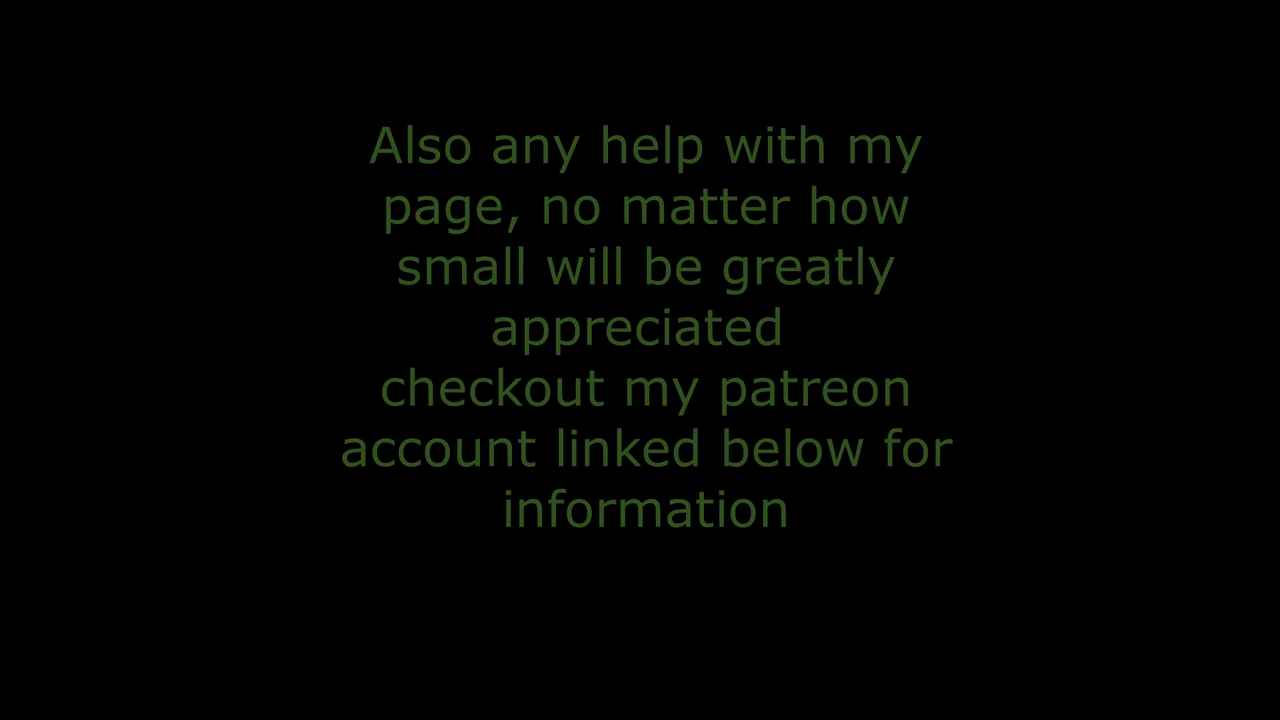 Also any help with my
page, no matter how
small will be greatly
appreciated
checkout my patreon
account linked below for
information